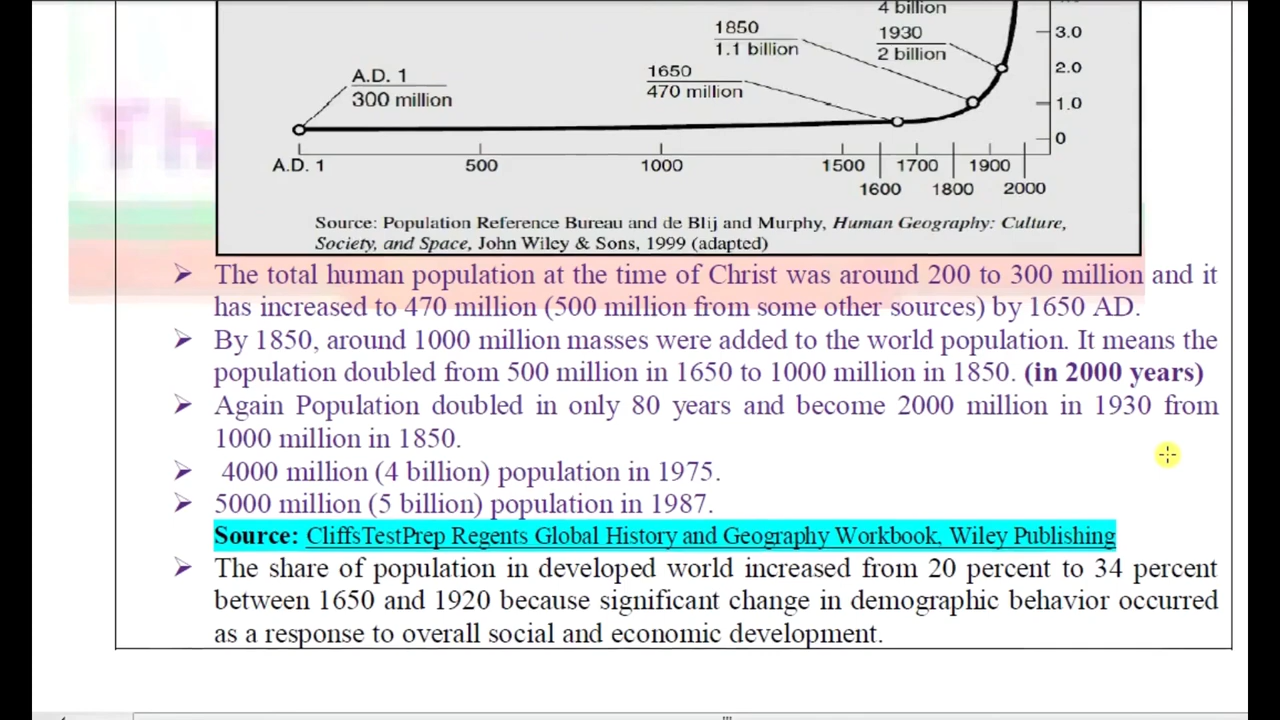 4 billion
3.0
1850
1.1 billion
1930
2 billion
2.0
A.D. 1
300 million
1650
470 million
1.0
0
A.D. 1 500 1000 1500 1700 1900
1600 1800 2000
Source: Population Reference Bureau and de Blij and Murphy, Human Geography: Culture,
Society, and Space, John Wiley & Sons, 1999 (adapted)
Th
➢ The total human population at the time of Christ was around 200 to 300 million and it
has increased to 470 million (500 million from some other sources) by 1650 AD.
➢ By 1850, around 1000 million masses were added to the world population. It means the
population doubled from 500 million in 1650 to 1000 million in 1850. (in 2000 years)
➢ Again Population doubled in only 80 years and become 2000 million in 1930 from
1000 million in 1850.
➢ 4000 million (4 billion) population in 1975.
➢ 5000 million (5 billion) population in 1987.
Source: CliffsTestPrep Regents Global History and Geography Workbook, Wiley Publishing
➢ The share of population in developed world increased from 20 percent to 34 percent
between 1650 and 1920 because significant change in demographic behavior occurred
as a response to overall social and economic development.